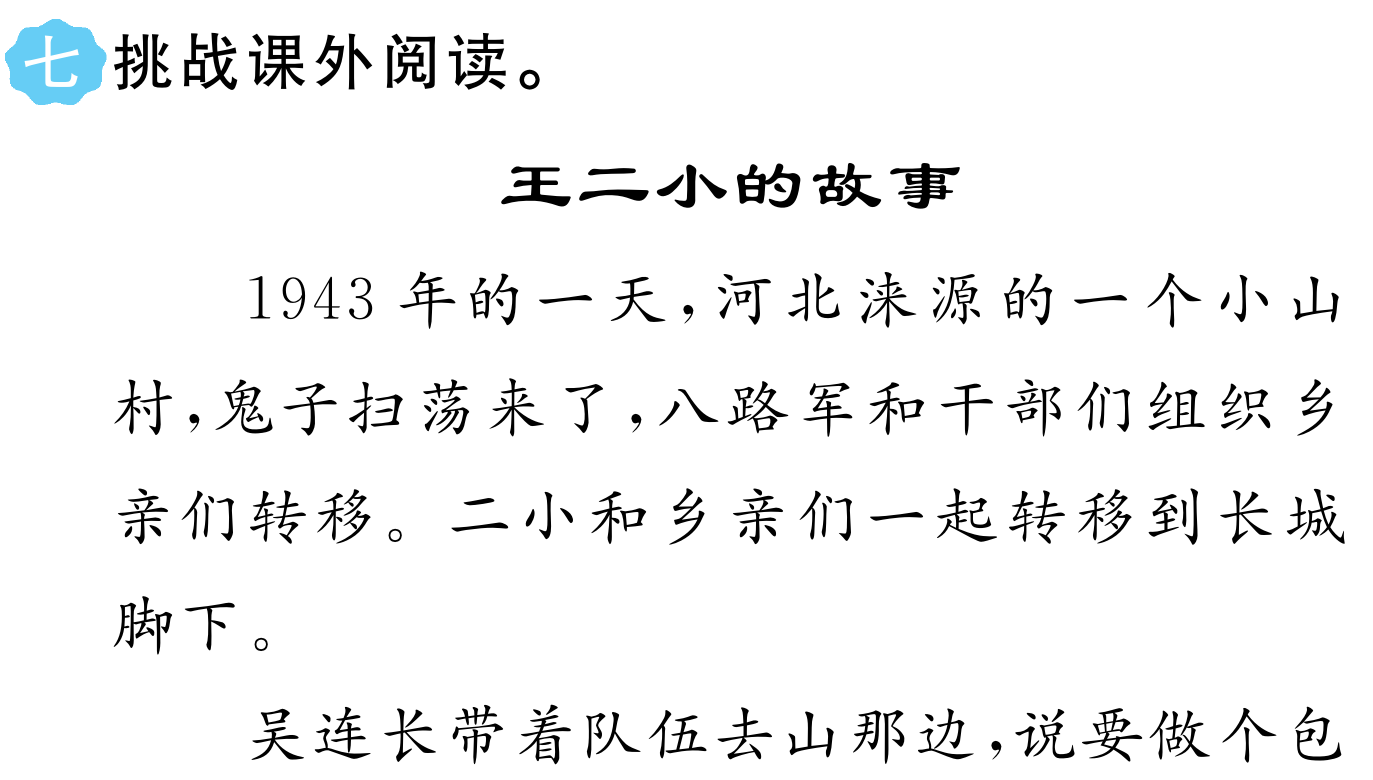 七 挑战课外阅读。
王二小的故事
1943年的一天,河北涞源的一个小山
村,鬼子扫荡来了,八路军和干部们组织乡
亲们转移。二小和乡亲们一起转移到长城
脚下。
吴连长带着队伍去山那边,说要做个包